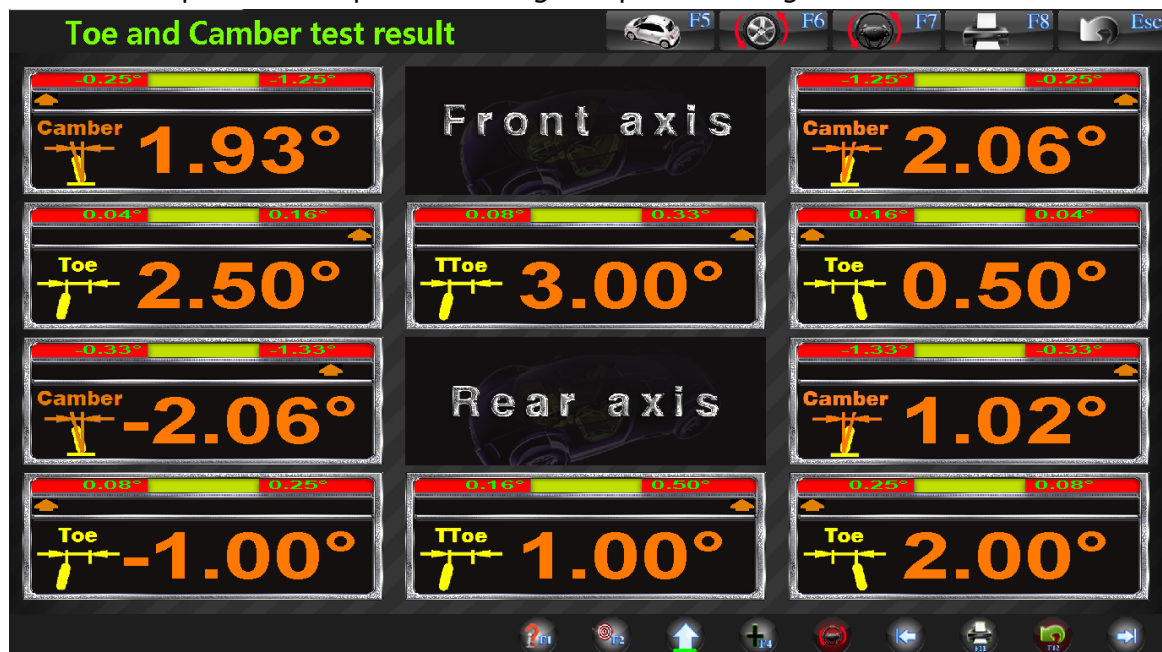 Toe and Camber test result
F5 F6 F7 F8 Esc
-0.25° -1.25°
Camber 1.93°
Front axis
-1.25° -0.25°
Camber 2.06°
0.04° 0.16°
Toe 2.50°
0.08° 0.33°
TToe 3.00°
0.16° 0.04°
Toe 0.50°
-0.33° -1.33°
Camber -2.06°
Rear axis
-1.33° -0.33°
Camber 1.02°
0.08° 0.25°
Toe -1.00°
0.16° 0.50°
TToe 1.00°
0.25° 0.08°
Toe 2.00°
F1 F2 F4